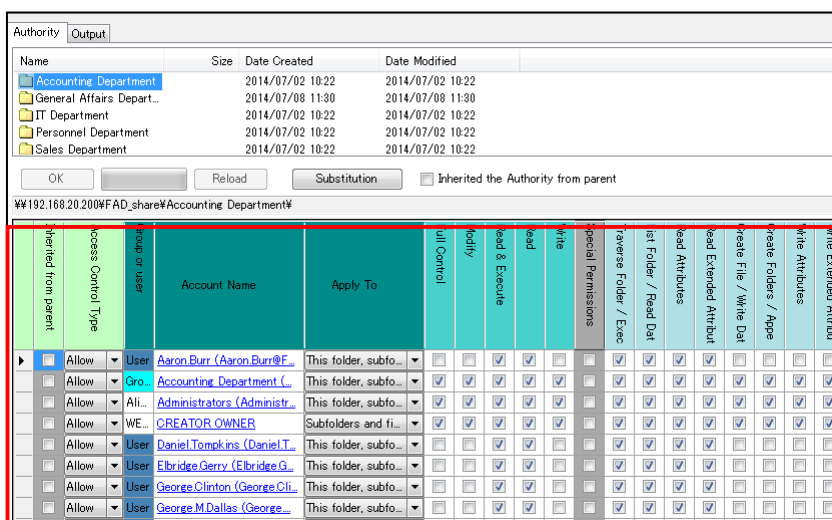 Authority Output
Name Size Date Created Date Modified
Accounting Department 2014/07/02 10:22 2014/07/02 10:22
General Affairs Depart... 2014/07/08 11:30 2014/07/08 11:30
IT Department 2014/07/02 10:22 2014/07/02 10:22
Personnel Department 2014/07/02 10:22 2014/07/02 10:22
Sales Department 2014/07/02 10:22 2014/07/02 10:22
OK Reload Substitution Inherited the Authority from parent
¥¥192.168.20.200¥FAD_share¥Accounting Department¥
Inherited from parent
Access Control Type
Group or user
Account Name
Apply To
Full Control
Modify
Read & Execute
Read
Write
Special Permissions
Traverse Folder / Exec
List Folder / Read Dat
Read Attributes
Read Extended Attribut
Create File / Write Dat
Create Folders / Appe
Write Attributes
Write Extended Attribu
Allow User Aaron.Burr (Aaron.Burr@F... This folder, subfo...
Allow Gro... Accounting Department (... This folder, subfo...
Allow Ali... Administrators (Administr... This folder, subfo...
Allow WE... CREATOR OWNER Subfolders and fi...
Allow User Daniel.Tompkins (Daniel.T... This folder, subfo...
Allow User Elbridge.Gerry (Elbridge.G... This folder, subfo...
Allow User George.Clinton (George.Cli... This folder, subfo...
Allow User George.M.Dallas (George.... This folder, subfo...